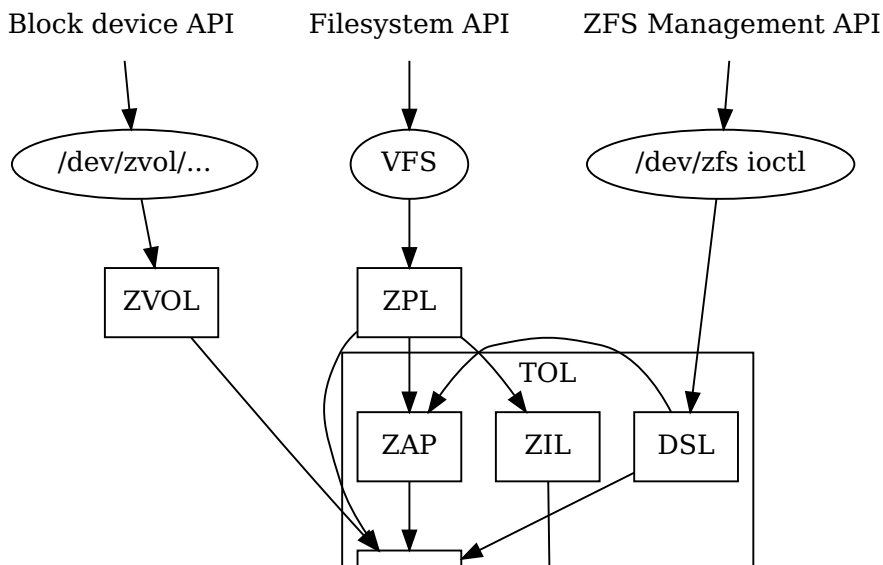 Block device API
Filesystem API
ZFS Management API
/dev/zvol/...
VFS
/dev/zfs ioctl
ZVOL
ZPL
TOL
ZAP
ZIL
DSL